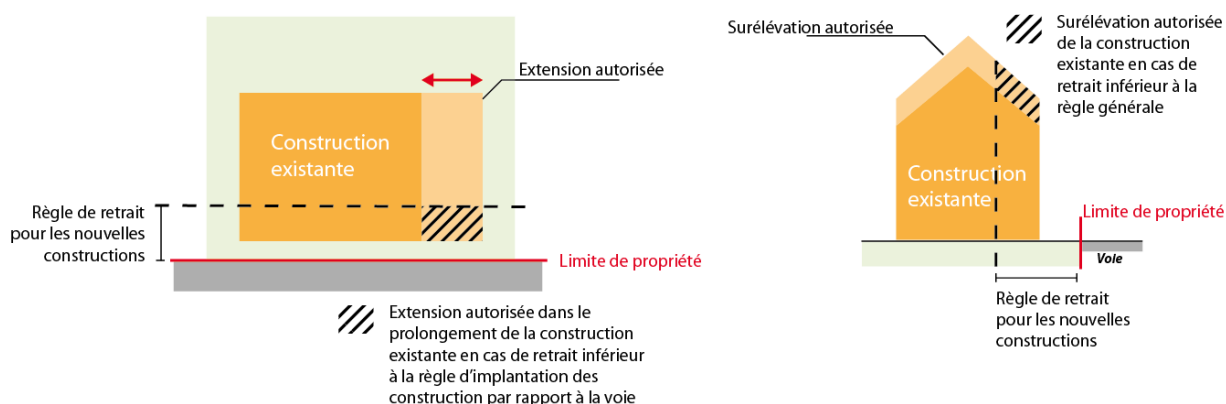 Extension autorisée
Construction
existante
Règle de retrait
pour les nouvelles
constructions
Limite de propriété
Extension autorisée dans le
prolongement de la construction
existante en cas de retrait inférieur
à la règle d'implantation des
construction par rapport à la voie
Surélévation autorisée
Surélévation autorisée
de la construction
existante en cas de
retrait inférieur à la
règle générale
Construction
existante
Limite de propriété
Voie
Règle de retrait
pour les nouvelles
constructions